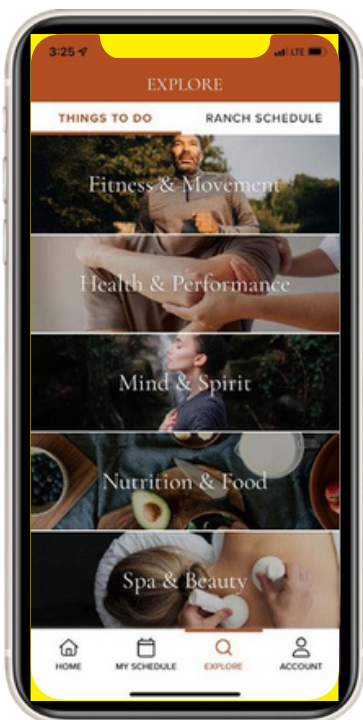 3:25 LTE
EXPLORE
THINGS TO DO RANCH SCHEDULE
Fitness & Movement
Health & Performance
Mind & Spirit
Nutrition & Food
Spa & Beauty
HOME MY SCHEDULE EXPLORE ACCOUNT